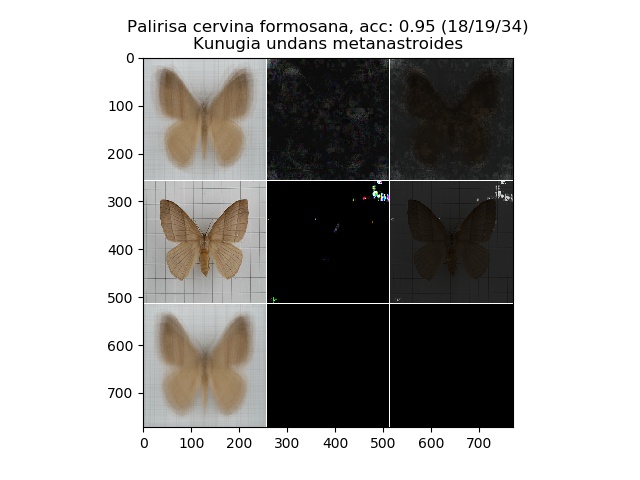 Palirisa cervina formosana, acc: 0.95 (18/19/34)
Kunugia undans metanastroides
0
100
200
300
400
500
600
700
0 100 200 300 400 500 600 700